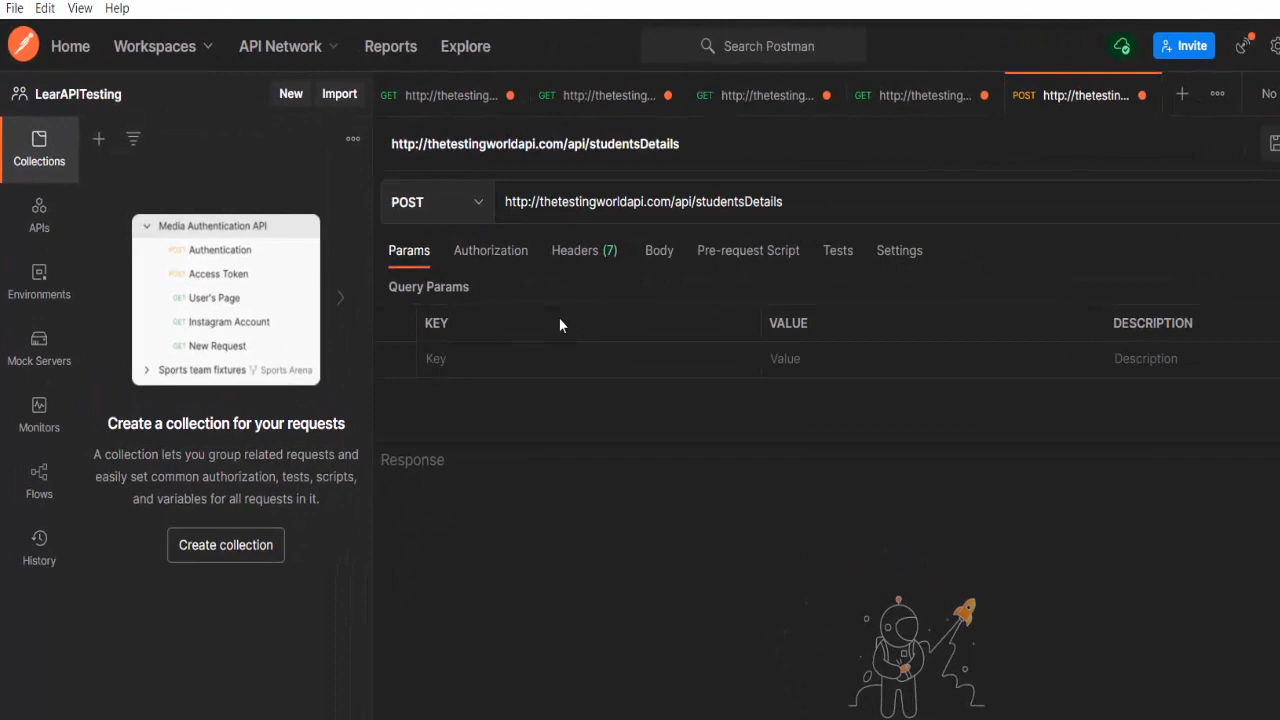 File Edit View Help
Home Workspaces API Network Reports Explore Search Postman Invite
LearAPITesting New Import GET http://thetesting... GET http://thetesting... GET http://thetesting... GET http://thetesting... POST http://thetestin... No
Collections
http://thetestingworldapi.com/api/studentsDetails
POST http://thetestingworldapi.com/api/studentsDetails
Media Authentication API
POST Authentication
POST Access Token
GET User's Page
GET Instagram Account
GET New Request
Sports team fixtures Sports Arena
APIs
Environments
Mock Servers
Monitors
Flows
History
Create a collection for your requests
A collection lets you group related requests and
easily set common authorization, tests, scripts,
and variables for all requests in it.
Create collection
Params Authorization Headers (7) Body Pre-request Script Tests Settings
Query Params
KEY VALUE DESCRIPTION
Key Value Description
Response